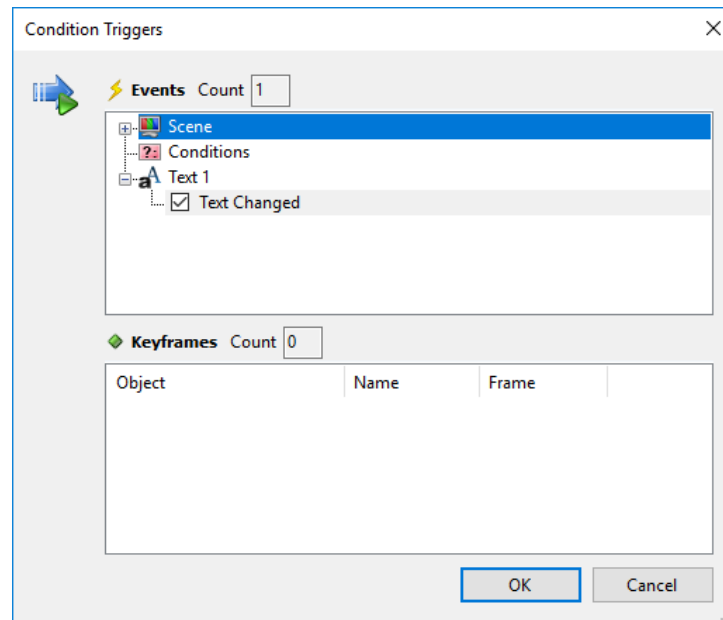 Condition Triggers
Events Count 1
Scene
?: Conditions
aA Text 1
Text Changed
Keyframes Count 0
Object Name Frame
OK Cancel